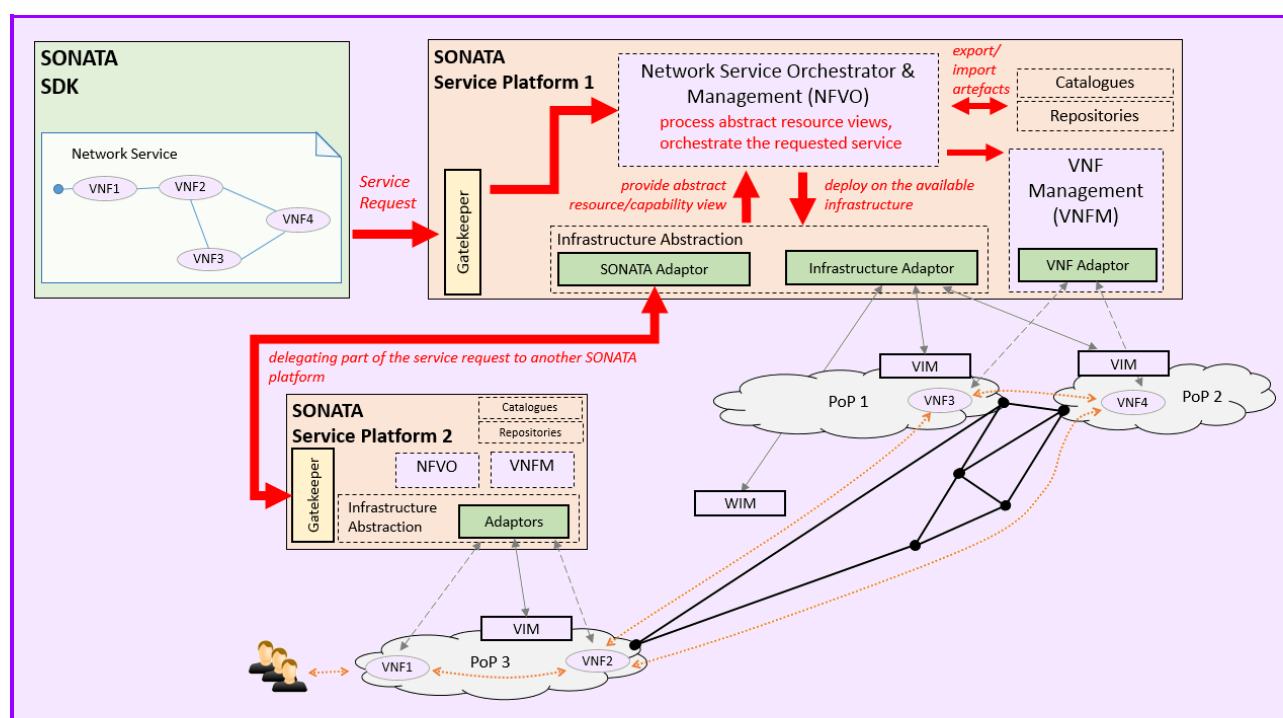 SONATA
SDK
Network Service
VNF1
VNF2
VNF4
VNF3
Service
Request
SONATA
Service Platform 1
Gatekeeper
Network Service Orchestrator &
Management (NFVO)
process abstract resource views,
orchestrate the requested service
export/
import
artefacts
Catalogues
Repositories
provide abstract
resource/capability view
deploy on the available
infrastructure
VNF
Management
(VNFM)
VNF Adaptor
Infrastructure Abstraction
SONATA Adaptor
Infrastructure Adaptor
delegating part of the service request to another SONATA
platform
SONATA
Service Platform 2
Catalogues
Repositories
Gatekeeper
NFVO
VNFM
Infrastructure
Abstraction
Adaptors
VIM
PoP 1
VNF3
VIM
VNF4
PoP 2
WIM
VIM
VNF1
PoP 3
VNF2